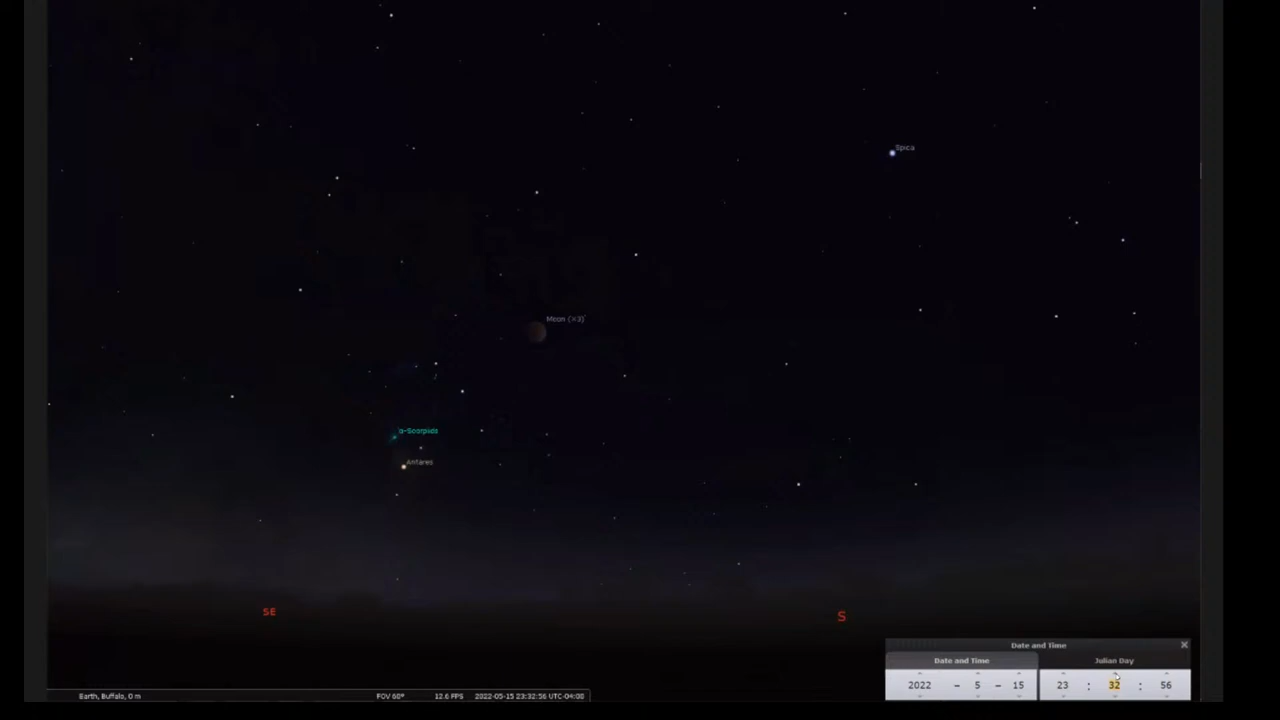 Spica
Moon (×3)
α-Scorpiids
Antares
SE
S
Date and Time
Date and Time Julian Day
2022 - 5 - 15 23 : 32 : 56
Earth, Buffalo, 0 m FOV 60° 12.6 FPS 2022-05-15 23:32:56 UTC-04:00